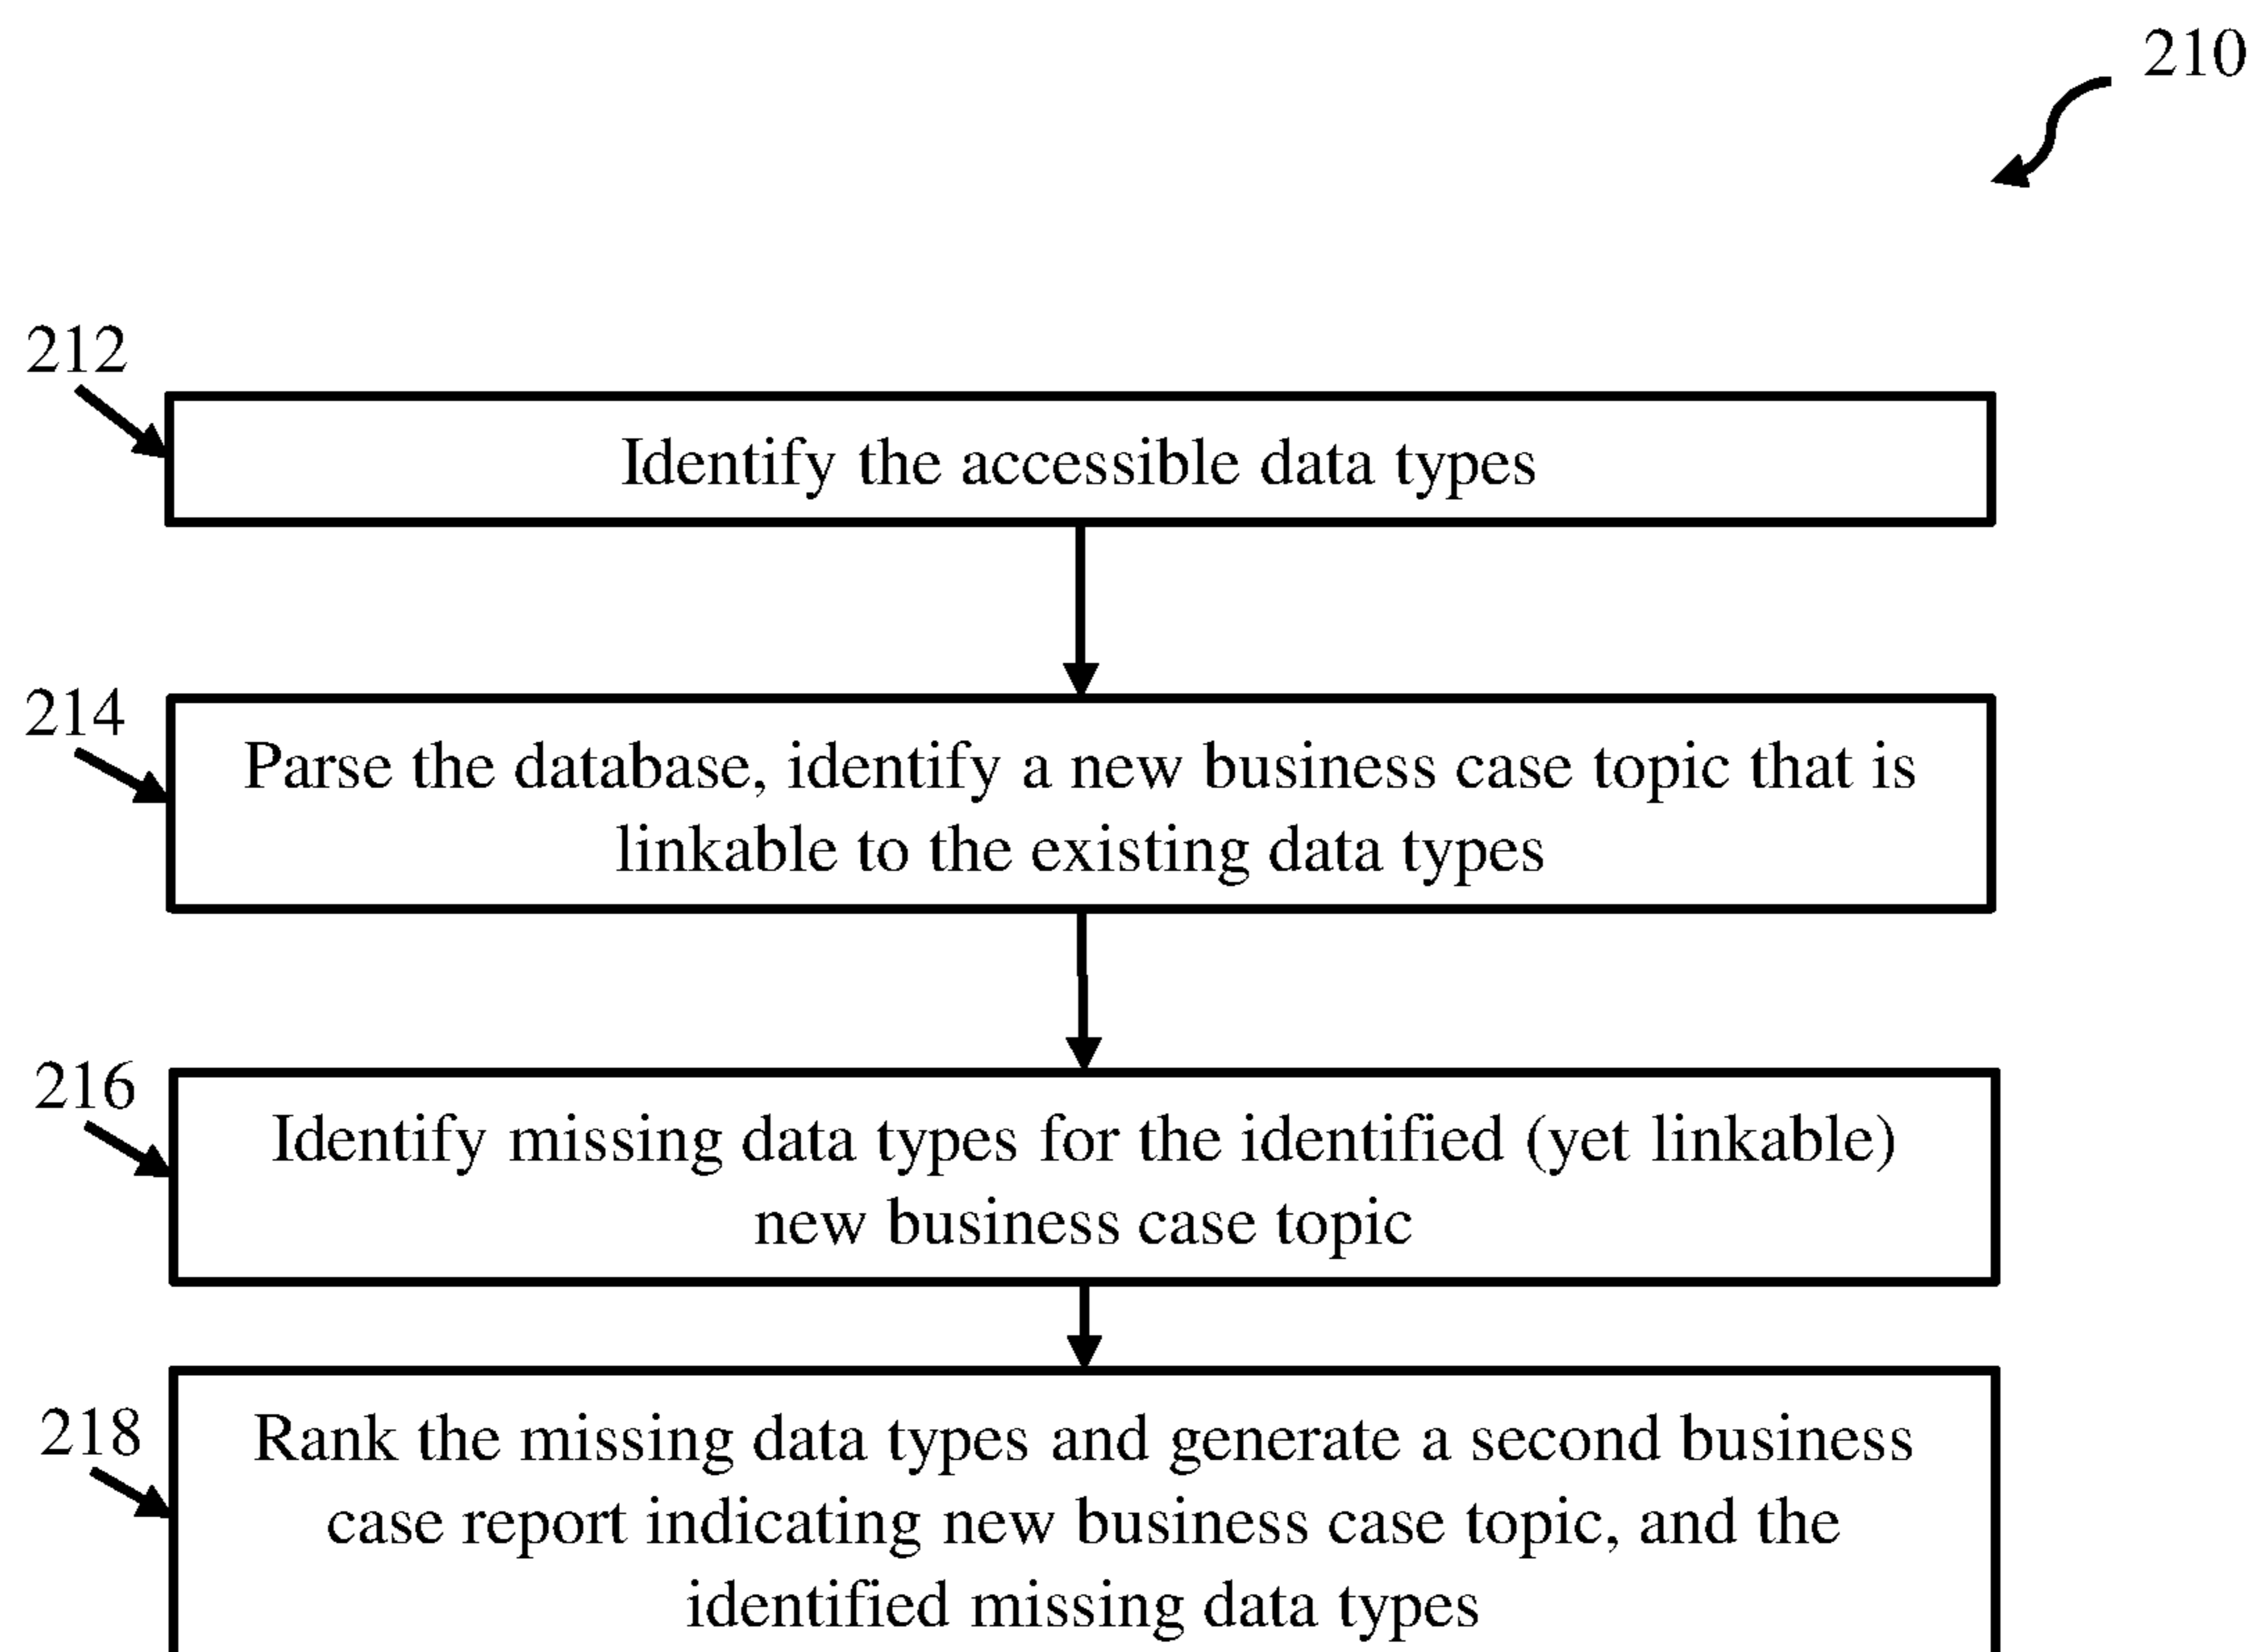 210
212
Identify the accessible data types
214
Parse the database, identify a new business case topic that is
linkable to the existing data types
216
Identify missing data types for the identified (yet linkable)
new business case topic
218
Rank the missing data types and generate a second business
case report indicating new business case topic, and the
identified missing data types